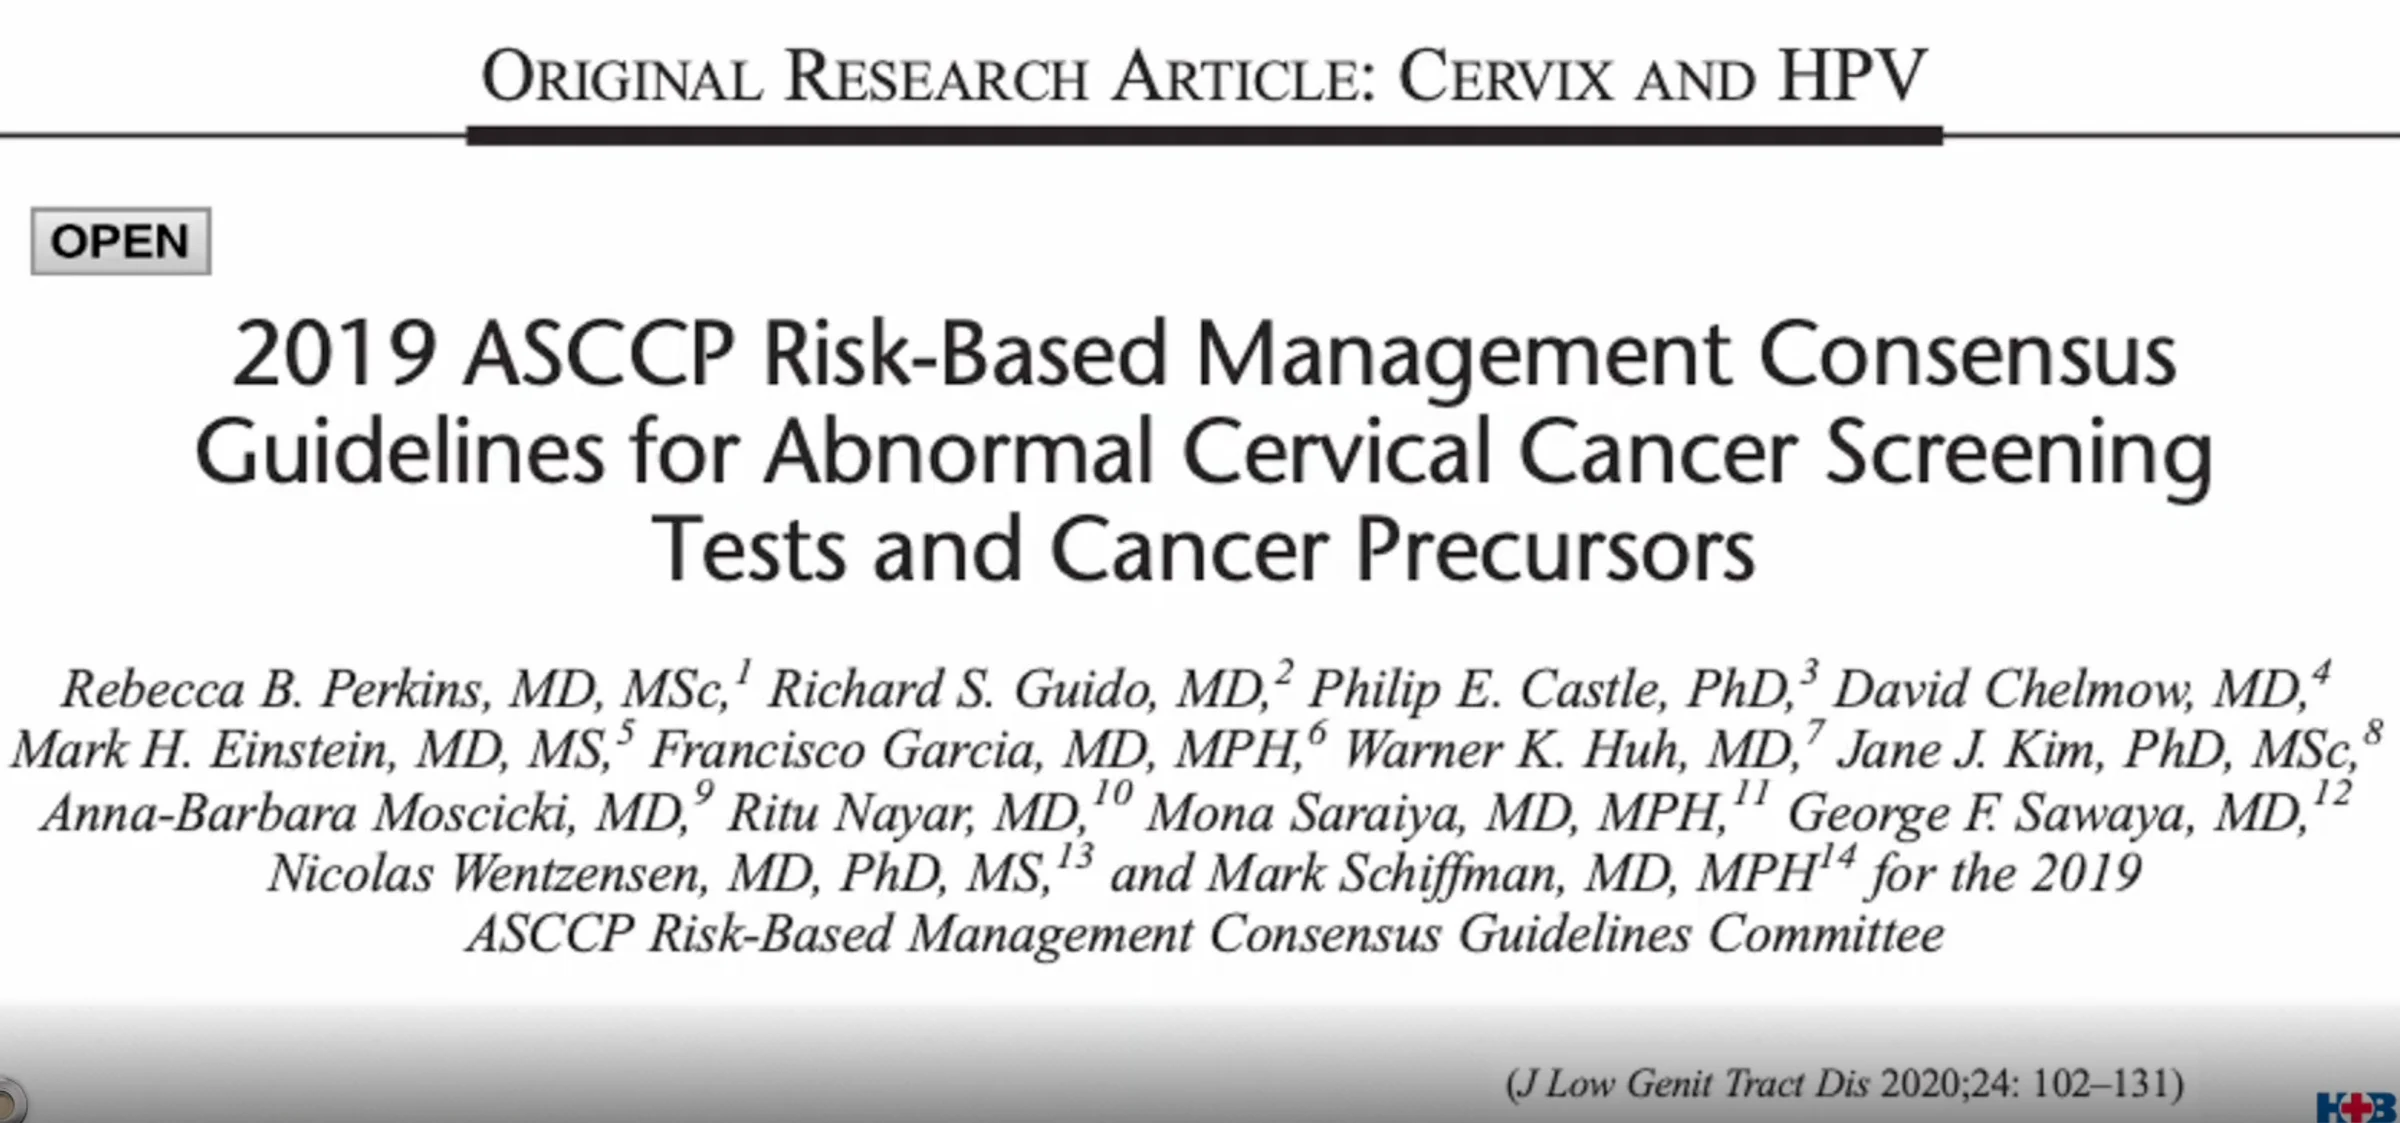 ORIGINAL RESEARCH ARTICLE: CERVIX AND HPV
OPEN
2019 ASCCP Risk-Based Management Consensus
Guidelines for Abnormal Cervical Cancer Screening
Tests and Cancer Precursors
Rebecca B. Perkins, MD, MSc,1 Richard S. Guido, MD,2 Philip E. Castle, PhD,3 David Chelmow, MD,4
Mark H. Einstein, MD, MS,5 Francisco Garcia, MD, MPH,6 Warner K. Huh, MD,7 Jane J. Kim, PhD, MSc,8
Anna-Barbara Moscicki, MD,9 Ritu Nayar, MD,10 Mona Saraiya, MD, MPH,11 George F. Sawaya, MD,12
Nicolas Wentzensen, MD, PhD, MS,13 and Mark Schiffman, MD, MPH14 for the 2019
ASCCP Risk-Based Management Consensus Guidelines Committee
(J Low Genit Tract Dis 2020;24: 102–131)
H+B